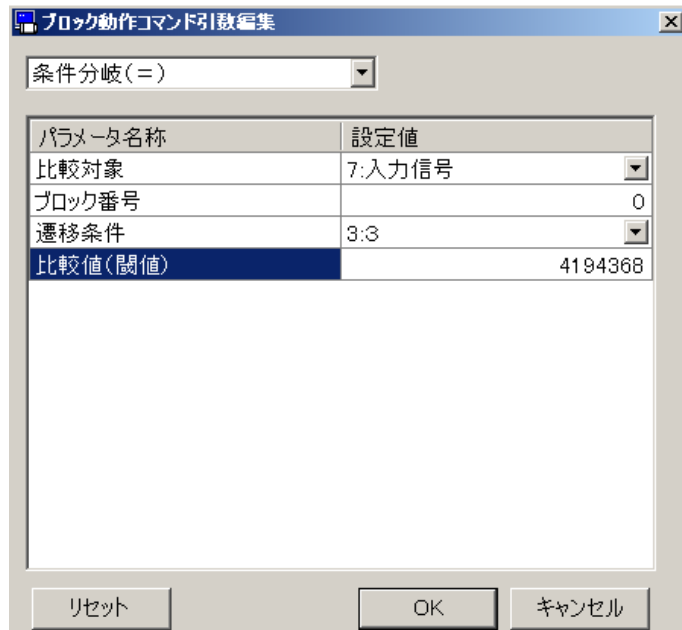 ブロック動作コマンド引数編集
条件分岐(=)
パラメータ名称 設定値
比較対象 7:入力信号
ブロック番号 0
遷移条件 3:3
比較値(閾値) 4194368
リセット OK キャンセル